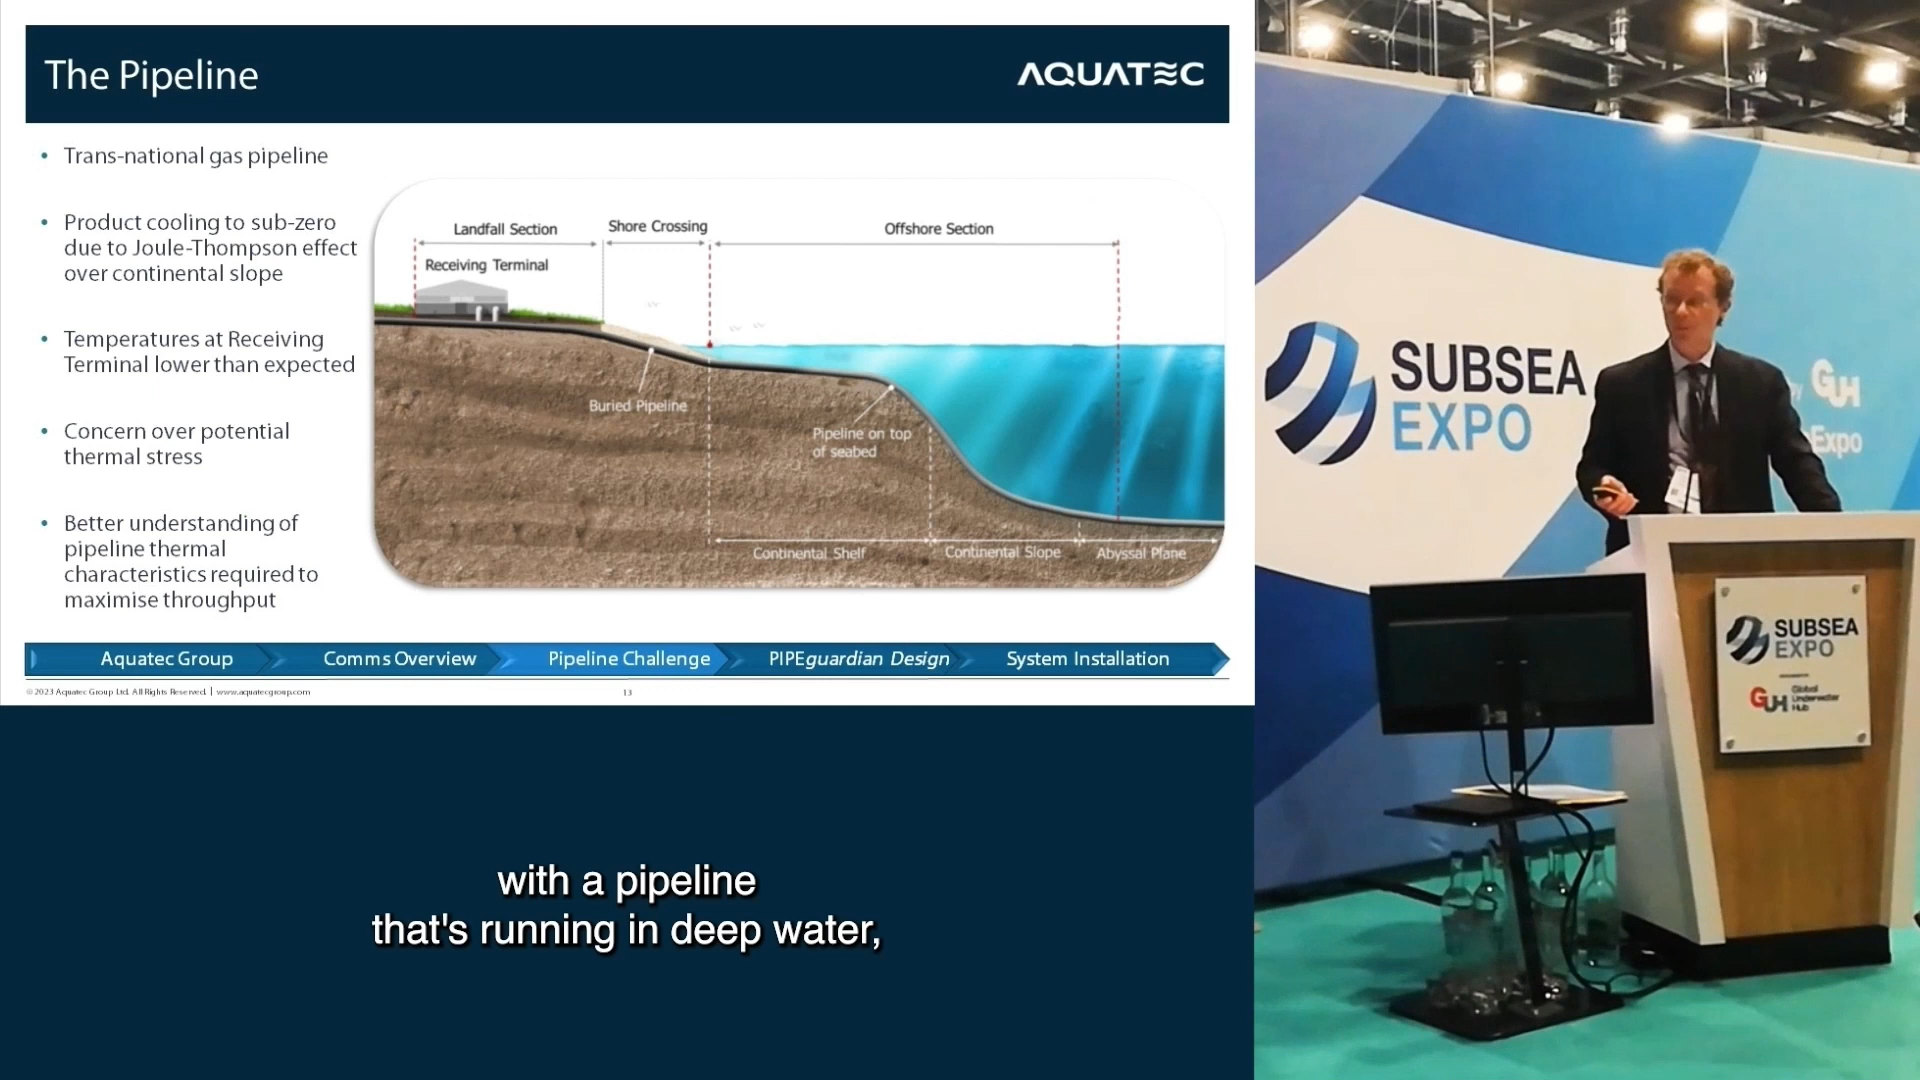 The Pipeline
AQUATEC
• Trans-national gas pipeline
• Product cooling to sub-zero
due to Joule-Thompson effect
over continental slope
• Temperatures at Receiving
Terminal lower than expected
• Concern over potential
thermal stress
• Better understanding of
pipeline thermal
characteristics required to
maximise throughput
Landfall Section
Shore Crossing
Offshore Section
Receiving Terminal
Buried Pipeline
Pipeline on top
of seabed
Continental Shelf
Continental Slope
Abyssal Plane
Aquatec Group
Comms Overview
Pipeline Challenge
PIPEguardian Design
System Installation
© 2023 Aquatec Group Ltd. All Rights Reserved. | www.aquatecgroup.com
13
with a pipeline
that's running in deep water,
SUBSEA
EXPO
GUH
Expo
SUBSEA
EXPO
GUH
Global
Underwater
Hub